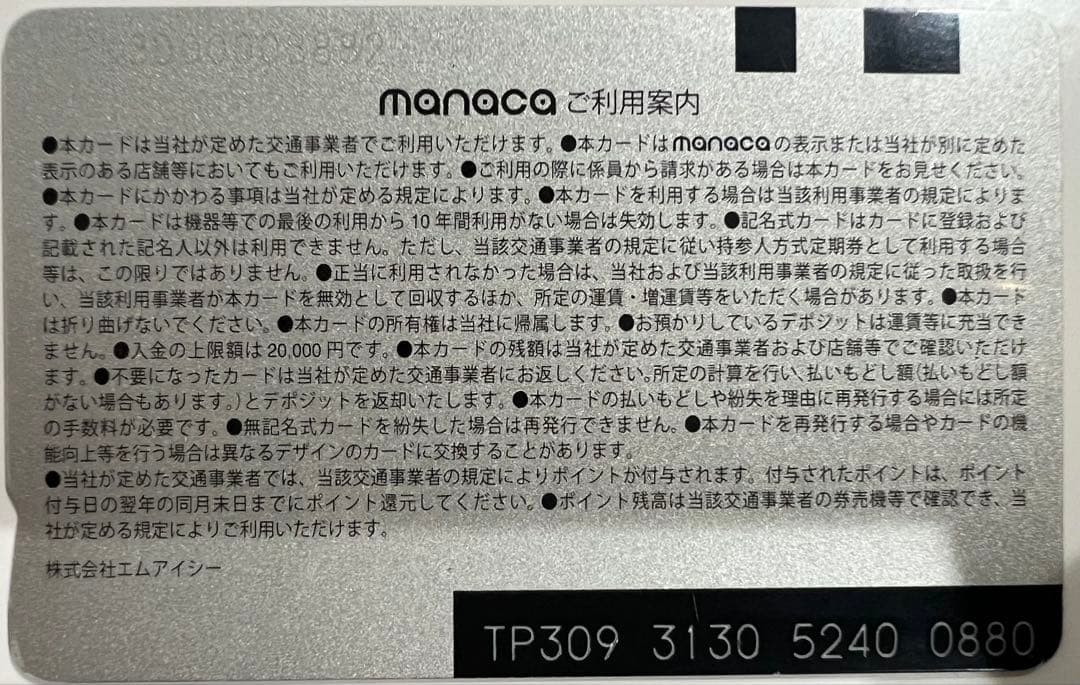 manaca ご利用案内
●本カードは当社が定めた交通事業者でご利用いただけます。●本カードはmanacaの表示または当社が別に定めた
表示のある店舗等においてもご利用いただけます。●ご利用の際に係員から請求がある場合は本カードをお見せください。
●本カードにかかわる事項は当社が定める規定によります。●本カードを利用する場合は当該利用事業者の規定によりま
す。●本カードは機器等での最後の利用から10年間利用がない場合は失効します。●記名式カードはカードに登録および
記載された記名人以外は利用できません。ただし、当該交通事業者の規定に従い持参人方式定期券として利用する場合
等は、この限りではありません。●正当に利用されなかった場合は、当社および当該利用事業者の規定に従った取扱を行
い、当該利用事業者が本カードを無効として回収するほか、所定の運賃・増運賃等をいただく場合があります。●本カード
は折り曲げないでください。●本カードの所有権は当社に帰属します。●お預かりしているデポジットは運賃等に充当でき
ません。●入金の上限額は20,000円です。●本カードの残額は当社が定めた交通事業者および店舗等でご確認いただけ
ます。●不要になったカードは当社が定めた交通事業者にお返しください。所定の計算を行い、払いもどし額(払いもどし額
がない場合もあります。)とデポジットを返却いたします。●本カードの払いもどしや紛失を理由に再発行する場合には所定
の手数料が必要です。●無記名式カードを紛失した場合は再発行できません。●本カードを再発行する場合やカードの機
能向上等を行う場合は異なるデザインのカードに交換することがあります。
●当社が定めた交通事業者では、当該交通事業者の規定によりポイントが付与されます。付与されたポイントは、ポイント
付与日の翌年の同月末日までにポイント還元してください。●ポイント残高は当該交通事業者の券売機等で確認でき、当
社が定める規定によりご利用いただけます。
株式会社エムアイシー
TP309 3130 5240 0880